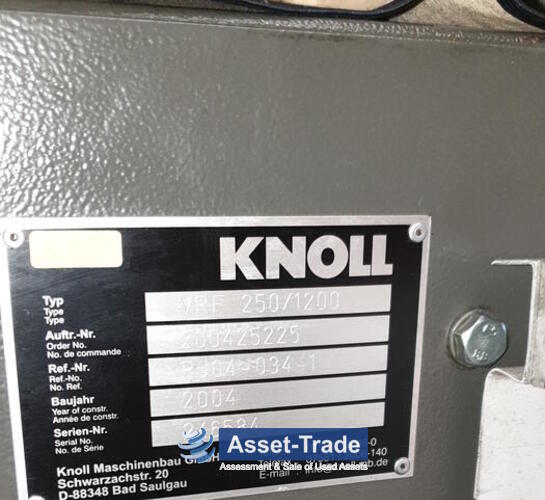 KNOLL
Typ
Type
Type
VRF 250/1200
Auftr.-Nr.
Order No.
No. de commande
200425225
Ref.-Nr.
Ref.-No.
No. Ref.
Baujahr
Year of constr.
Année de constr.
2004
Serien-Nr.
Serial No.
No. de Série
Asset-Trade
Assessment & Sale of Used Assets
Knoll Maschinenbau
Schwarzachstr. 20
D-88348 Bad Saulgau
E-mail